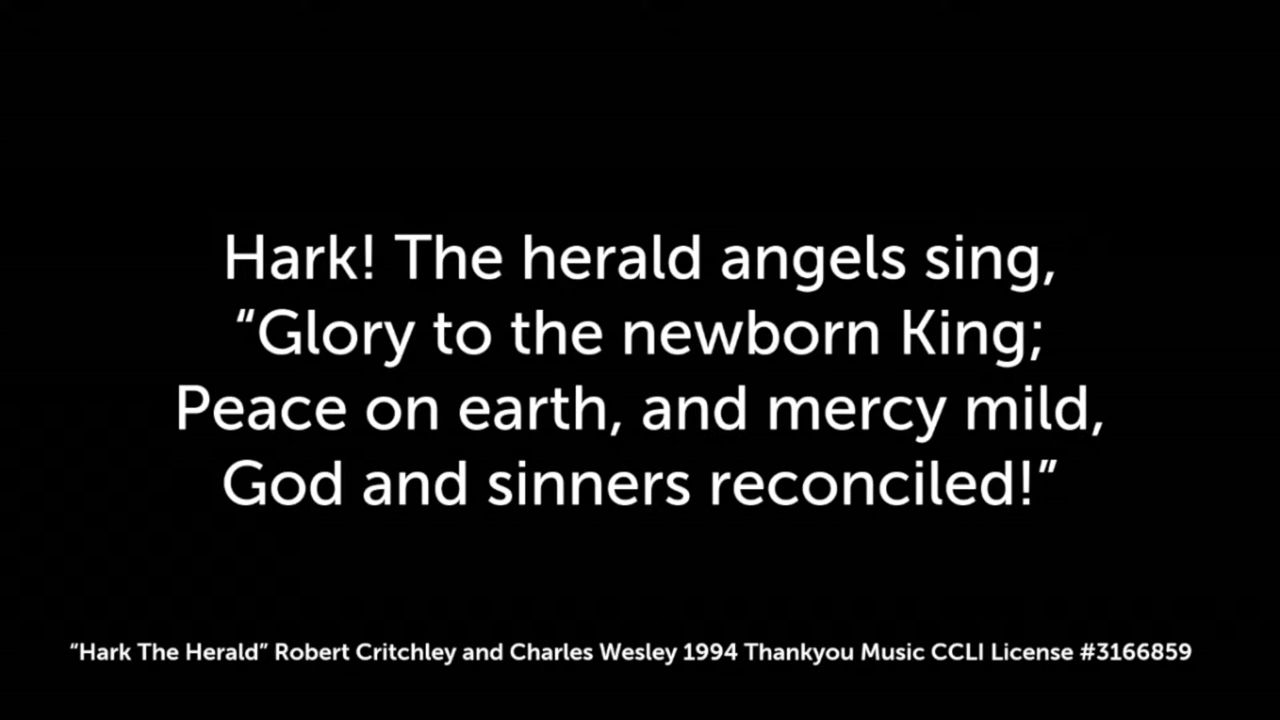 Hark! The herald angels sing,
“Glory to the newborn King;
Peace on earth, and mercy mild,
God and sinners reconciled!”
“Hark The Herald” Robert Critchley and Charles Wesley 1994 Thankyou Music CCLI License #3166859